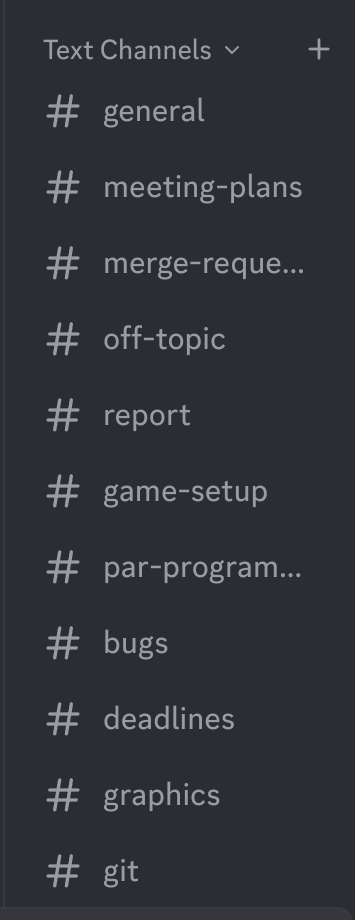 Text Channels
# general
# meeting-plans
# merge-reque...
# off-topic
# report
# game-setup
# par-program...
# bugs
# deadlines
# graphics
# git